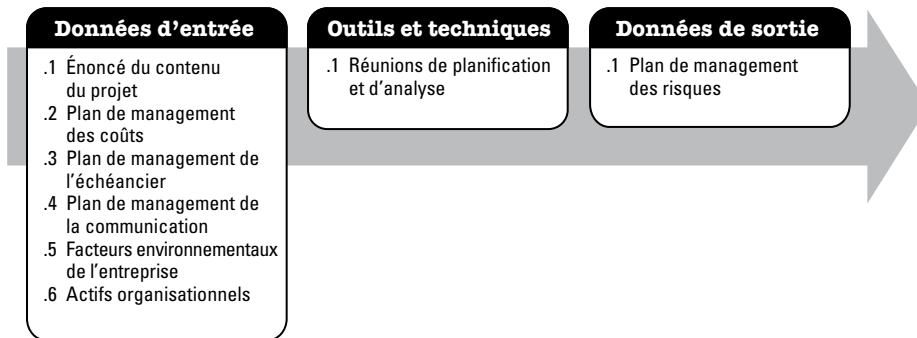 Données d'entrée
.1 Énoncé du contenu
du projet
.2 Plan de management
des coûts
.3 Plan de management de
l'échéancier
.4 Plan de management de
la communication
.5 Facteurs environnementaux
de l'entreprise
.6 Actifs organisationnels
Outils et techniques
.1 Réunions de planification
et d'analyse
Données de sortie
.1 Plan de management
des risques